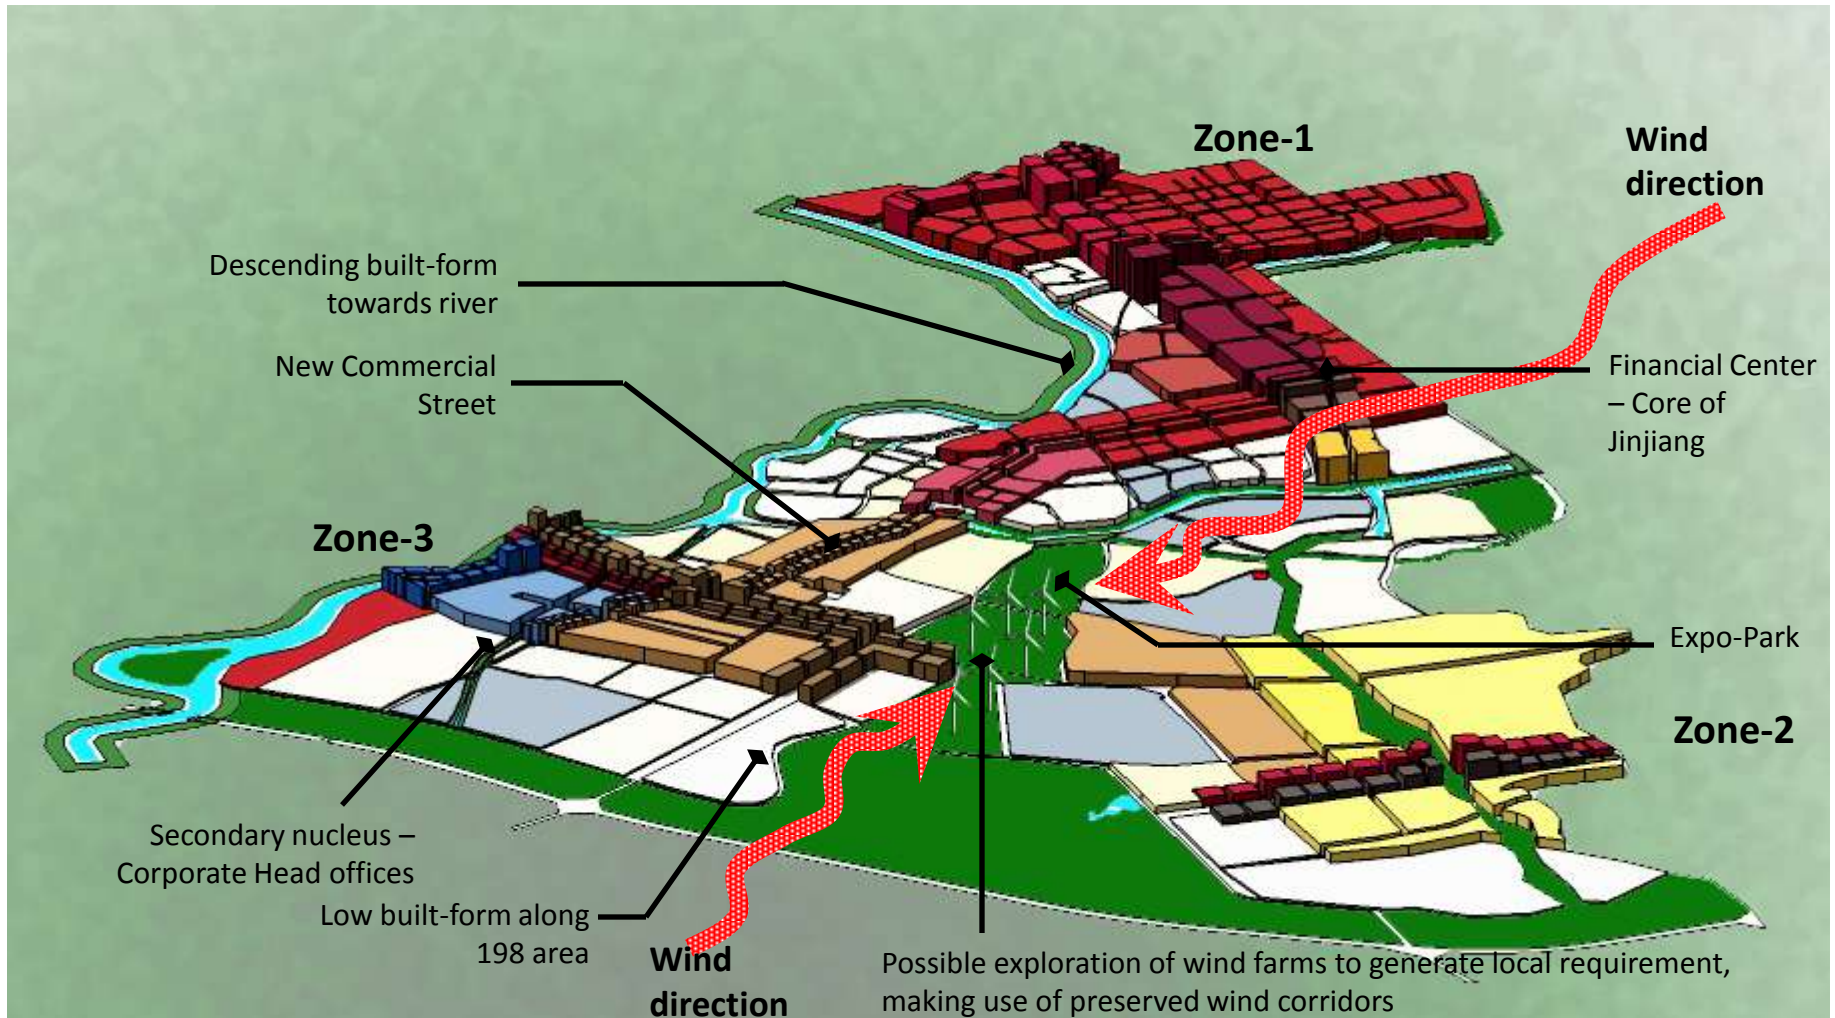 Zone-1
Wind
direction
Descending built-form
towards river
New Commercial
Street
Financial Center
– Core of
Jinjiang
Zone-3
Expo-Park
Zone-2
Secondary nucleus –
Corporate Head offices
Low built-form along
198 area
Wind
direction
Possible exploration of wind farms to generate local requirement,
making use of preserved wind corridors